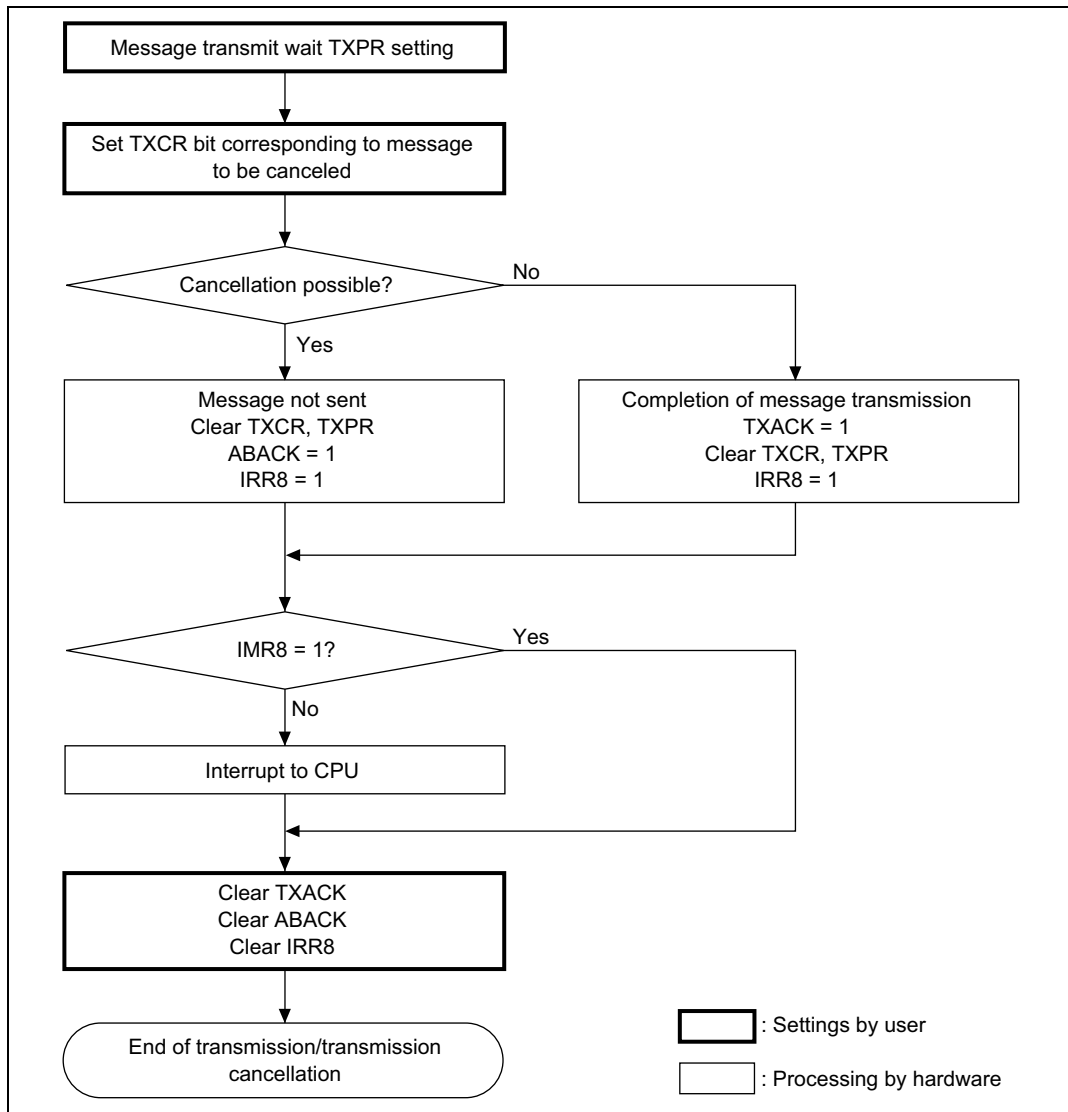 Message transmit wait TXPR setting
Set TXCR bit corresponding to message
to be canceled
Cancellation possible?
No
Yes
Message not sent
Clear TXCR, TXPR
ABACK = 1
IRR8 = 1
Completion of message transmission
TXACK = 1
Clear TXCR, TXPR
IRR8 = 1
IMR8 = 1?
Yes
No
Interrupt to CPU
Clear TXACK
Clear ABACK
Clear IRR8
End of transmission/transmission
cancellation
: Settings by user
: Processing by hardware